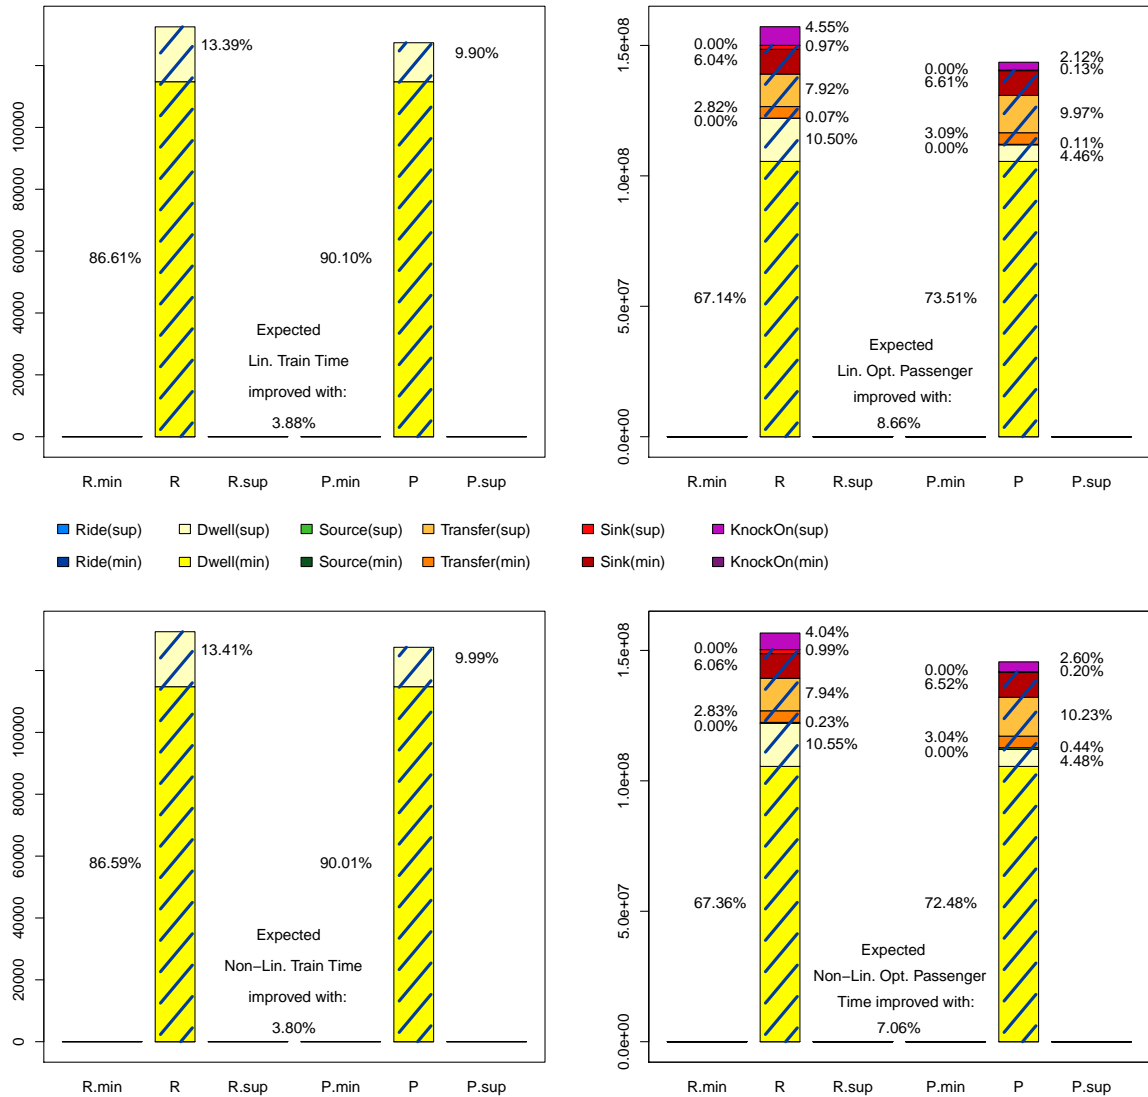 0 20000 40000 60000 80000 100000
86.61%
13.39%
90.10%
9.90%
Expected
Lin. Train Time
improved with:
3.88%
R.min R R.sup P.min P P.sup
0.0e+00 5.0e+07 1.0e+08 1.5e+08
0.00%
6.04%
2.82%
0.00%
67.14%
4.55%
0.97%
7.92%
0.07%
10.50%
0.00%
6.61%
3.09%
0.00%
73.51%
2.12%
0.13%
9.97%
0.11%
4.46%
Expected
Lin. Opt. Passenger
improved with:
8.66%
R.min R R.sup P.min P P.sup
Ride(sup) Dwell(sup) Source(sup) Transfer(sup) Sink(sup) KnockOn(sup)
Ride(min) Dwell(min) Source(min) Transfer(min) Sink(min) KnockOn(min)
0 20000 40000 60000 80000 100000
86.59%
13.41%
90.01%
9.99%
Expected
Non−Lin. Train Time
improved with:
3.80%
R.min R R.sup P.min P P.sup
0.0e+00 5.0e+07 1.0e+08 1.5e+08
0.00%
6.06%
2.83%
0.00%
67.36%
4.04%
0.99%
7.94%
0.23%
10.55%
0.00%
6.52%
3.04%
0.00%
72.48%
2.60%
0.20%
10.23%
0.44%
4.48%
Expected
Non−Lin. Opt. Passenger
Time improved with:
7.06%
R.min R R.sup P.min P P.sup